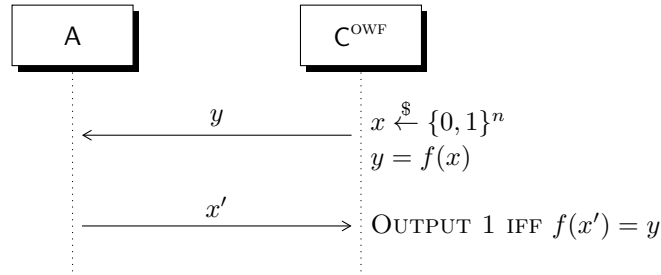 A
C^OWF
y
x ←$ {0, 1}^n
y = f(x)
x′
OUTPUT 1 IFF f(x′) = y